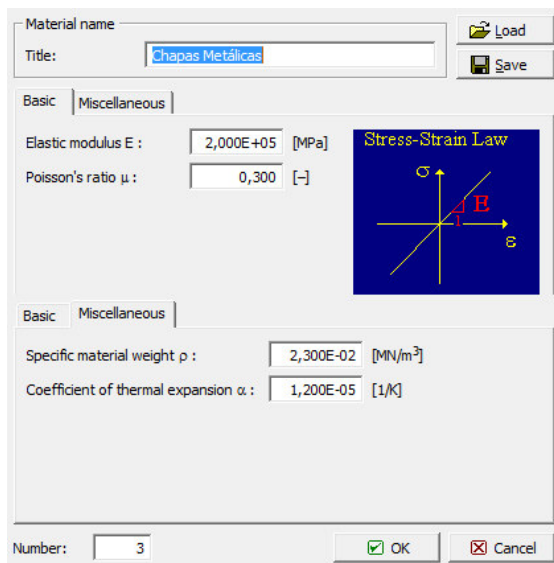 Material name
Title: Chapas Metálicas
Load
Save
Basic Miscellaneous
Elastic modulus E : 2,000E+05 [MPa]
Poisson's ratio μ : 0,300 [-]
Stress-Strain Law
σ
E
1
ε
Basic Miscellaneous
Specific material weight ρ : 2,300E-02 [MN/m³]
Coefficient of thermal expansion α : 1,200E-05 [1/K]
Number: 3
OK
Cancel